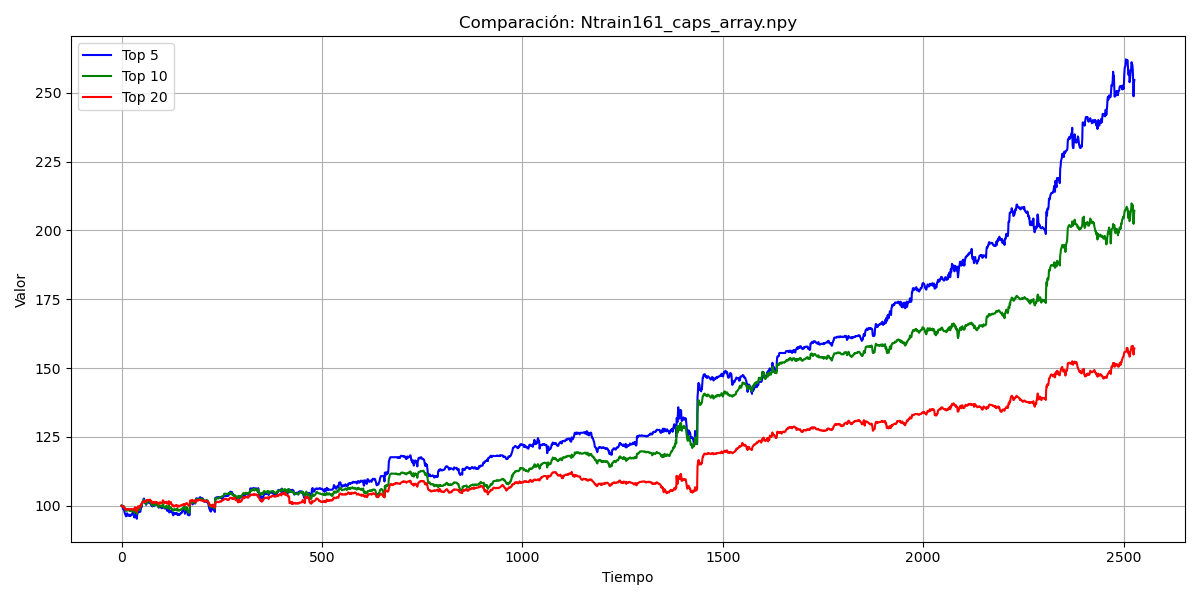 Comparación: Ntrain161_caps_array.npy
Top 5
Top 10
Top 20
250
225
200
175
150
125
100
Valor
0 500 1000 1500 2000 2500
Tiempo